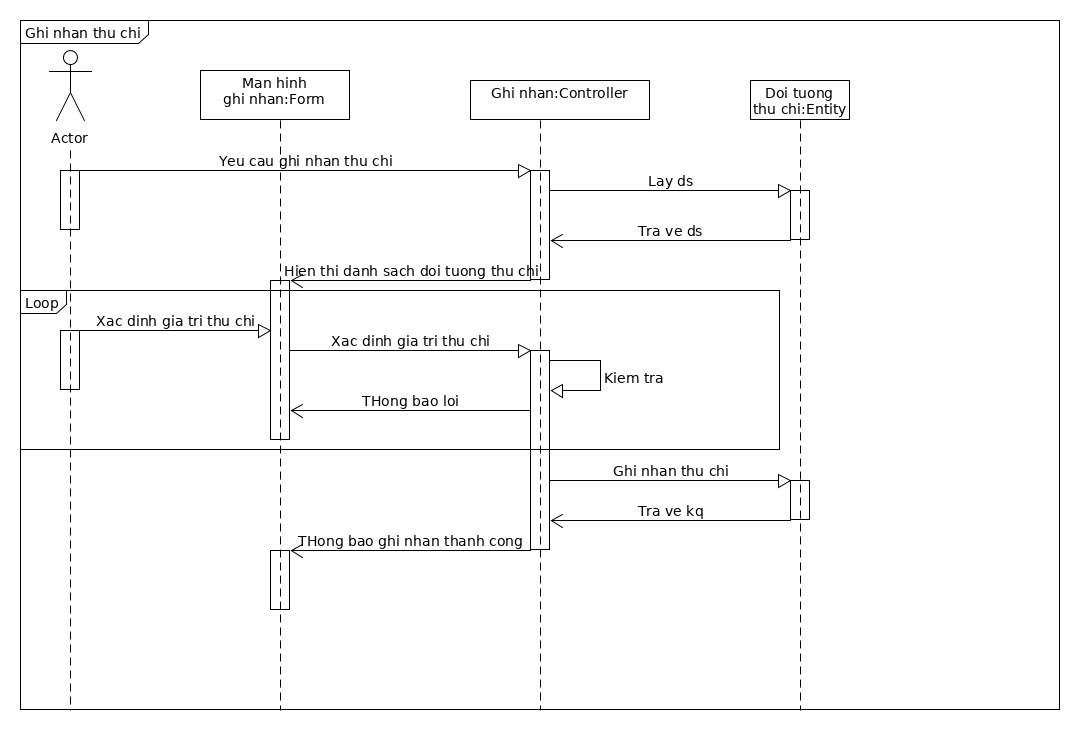 Ghi nhan thu chi
Man hinh
ghi nhan:Form
Ghi nhan:Controller
Doi tuong
thu chi:Entity
Actor
Yeu cau ghi nhan thu chi
Lay ds
Tra ve ds
Hien thi danh sach doi tuong thu chi
Loop
Xac dinh gia tri thu chi
Xac dinh gia tri thu chi
Kiem tra
THong bao loi
Ghi nhan thu chi
Tra ve kq
THong bao ghi nhan thanh cong